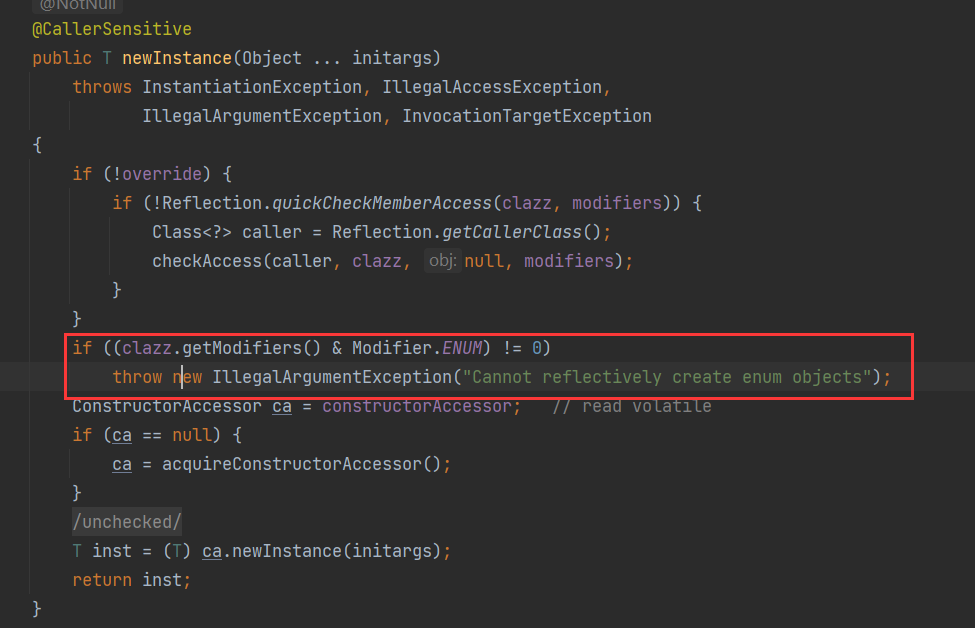 @NotNull
@CallerSensitive
public T newInstance(Object ... initargs)
    throws InstantiationException, IllegalAccessException,
           IllegalArgumentException, InvocationTargetException
{
    if (!override) {
        if (!Reflection.quickCheckMemberAccess(clazz, modifiers)) {
            Class<?> caller = Reflection.getCallerClass();
            checkAccess(caller, clazz, obj: null, modifiers);
        }
    }
    if ((clazz.getModifiers() & Modifier.ENUM) != 0)
        throw new IllegalArgumentException("Cannot reflectively create enum objects");
    ConstructorAccessor ca = constructorAccessor;   // read volatile
    if (ca == null) {
        ca = acquireConstructorAccessor();
    }
    /unchecked/
    T inst = (T) ca.newInstance(initargs);
    return inst;
}